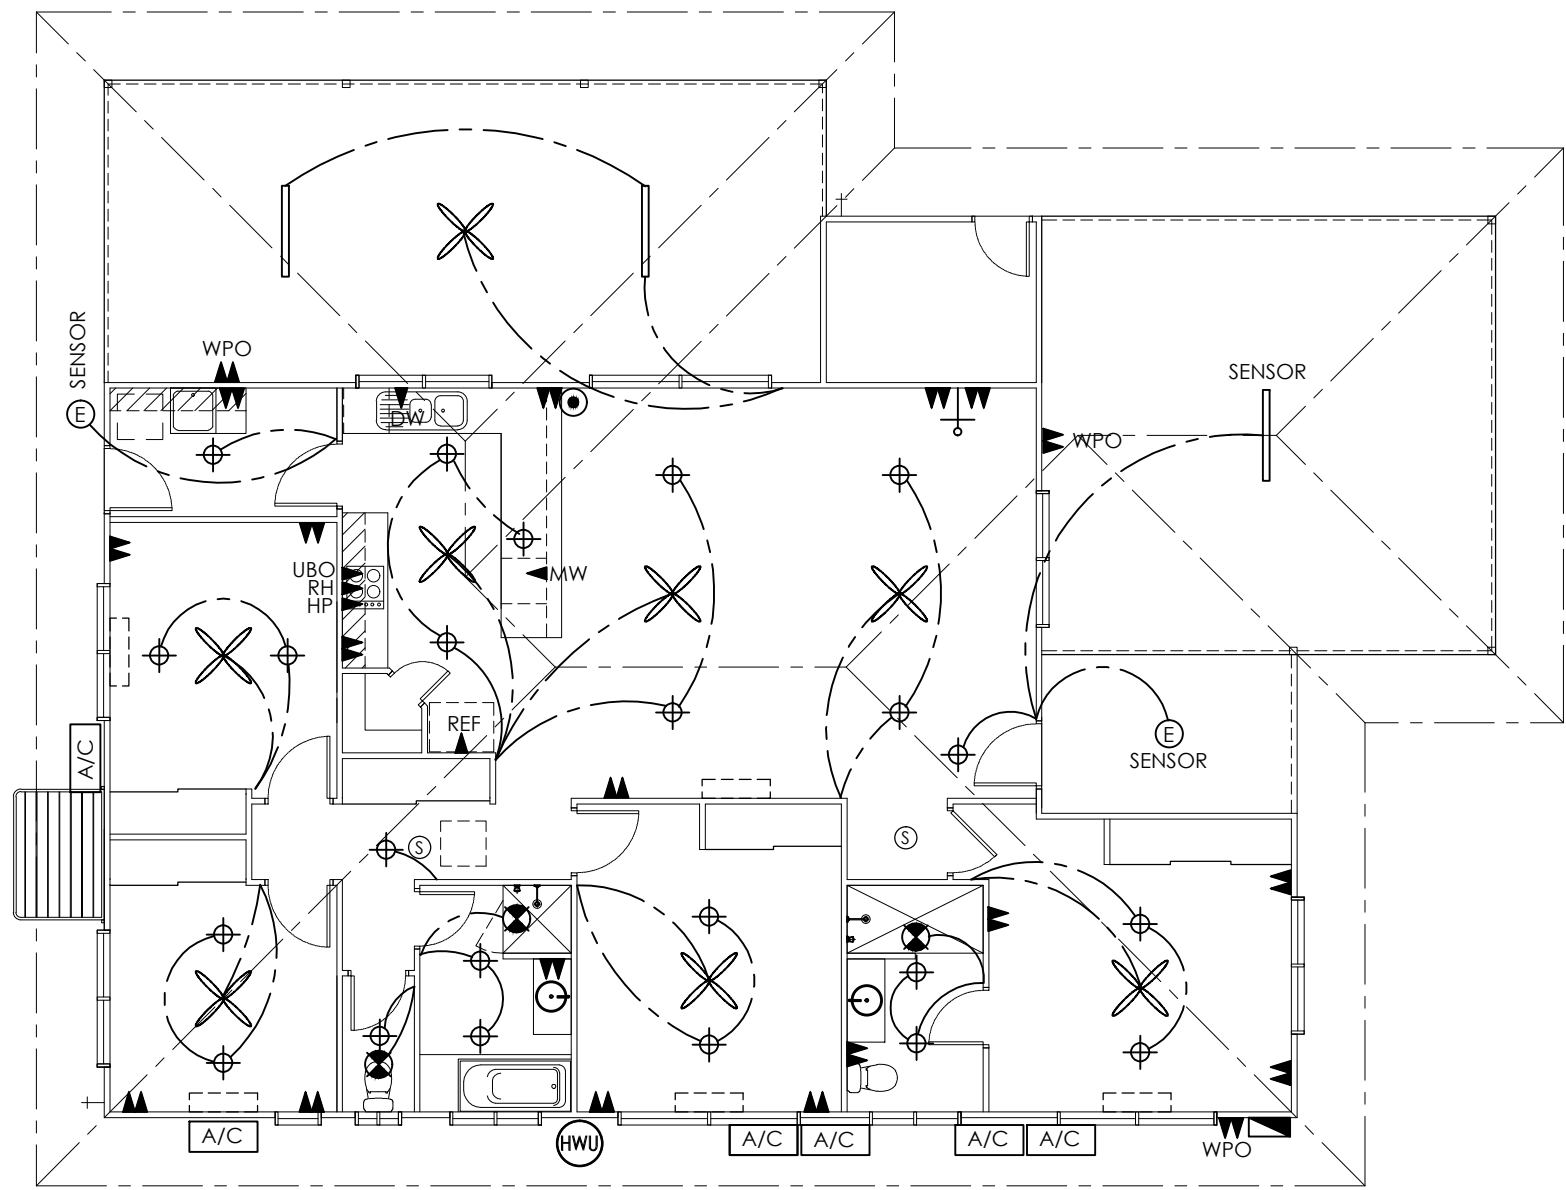 SENSOR
WPO
E
DW
SENSOR
WPO
UBO
RH
HP
MW
REF
A/C
E
SENSOR
S
S
A/C
HWU
A/C
A/C
A/C
A/C
WPO